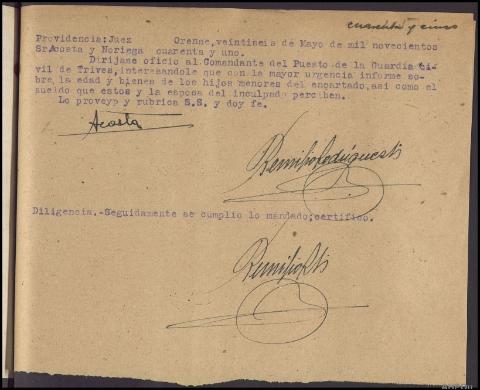 cuarenta y cinco
Providencia:Juez Orense,veintiseis de Mayo de mil novecientos
Sr.Acosta y Noriega cuarenta y uno.
Dirijase oficio al Comandante del Puesto de la Guardia Ci-
vil de Trives,interesandole que con la mayor urgencia informe so-
bre, la edad y bienes de los hijos menores del encartado,asi como el
sueldo que estos y la esposa del inculpado perciben.
Lo proveyo y rubrica S.S. y doy fe.
Acosta
Diligencia.-Seguidamente se cumplio lo mandado;certifico.